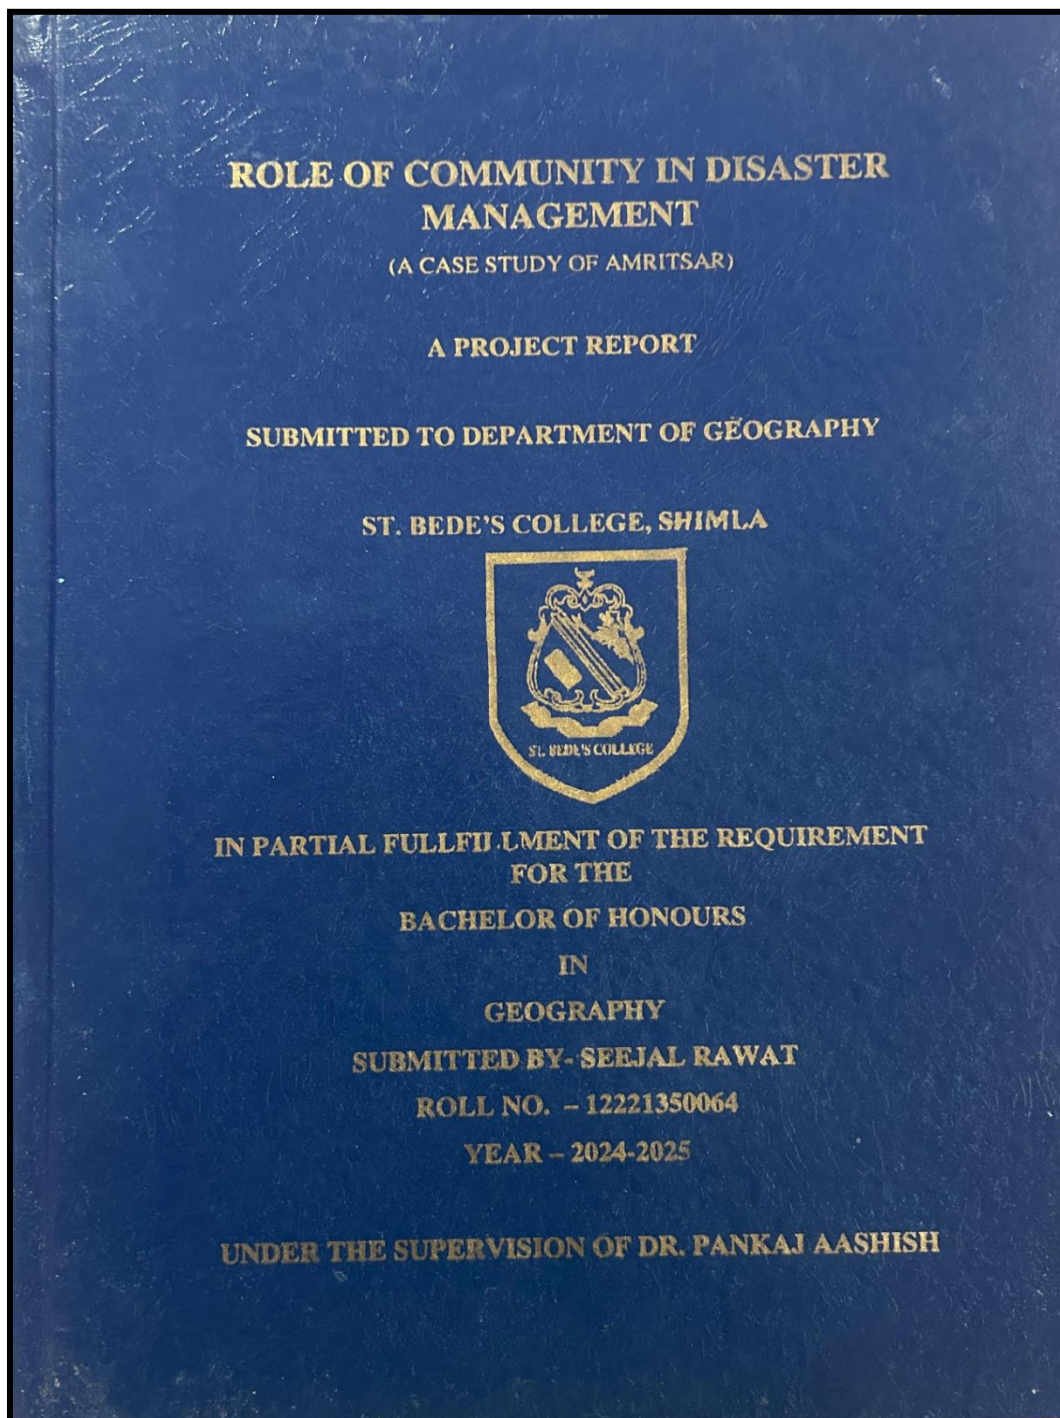 ROLE OF COMMUNITY IN DISASTER
MANAGEMENT
(A CASE STUDY OF AMRITSAR)
A PROJECT REPORT
SUBMITTED TO DEPARTMENT OF GEOGRAPHY
ST. BEDE'S COLLEGE, SHIMLA
ST. BEDE'S COLLEGE
IN PARTIAL FULLFILLMENT OF THE REQUIREMENT
FOR THE
BACHELOR OF HONOURS
IN
GEOGRAPHY
SUBMITTED BY- SEEJAL RAWAT
ROLL NO. – 12221350064
YEAR – 2024-2025
UNDER THE SUPERVISION OF DR. PANKAJ AASHISH